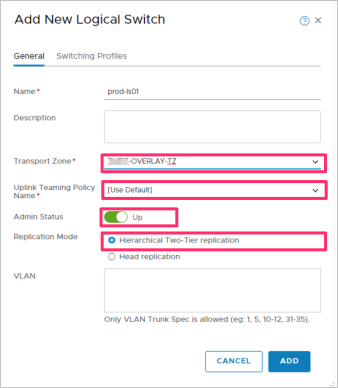 Add New Logical Switch
General
Switching Profiles
Name*
prod-ls01
Description
Transport Zone*
-OVERLAY-TZ
Uplink Teaming Policy
Name*
[Use Default]
Admin Status
Up
Replication Mode
Hierarchical Two-Tier replication
Head replication
VLAN
Only VLAN Trunk Spec is allowed (eg: 1, 5, 10-12, 31-35).
CANCEL
ADD